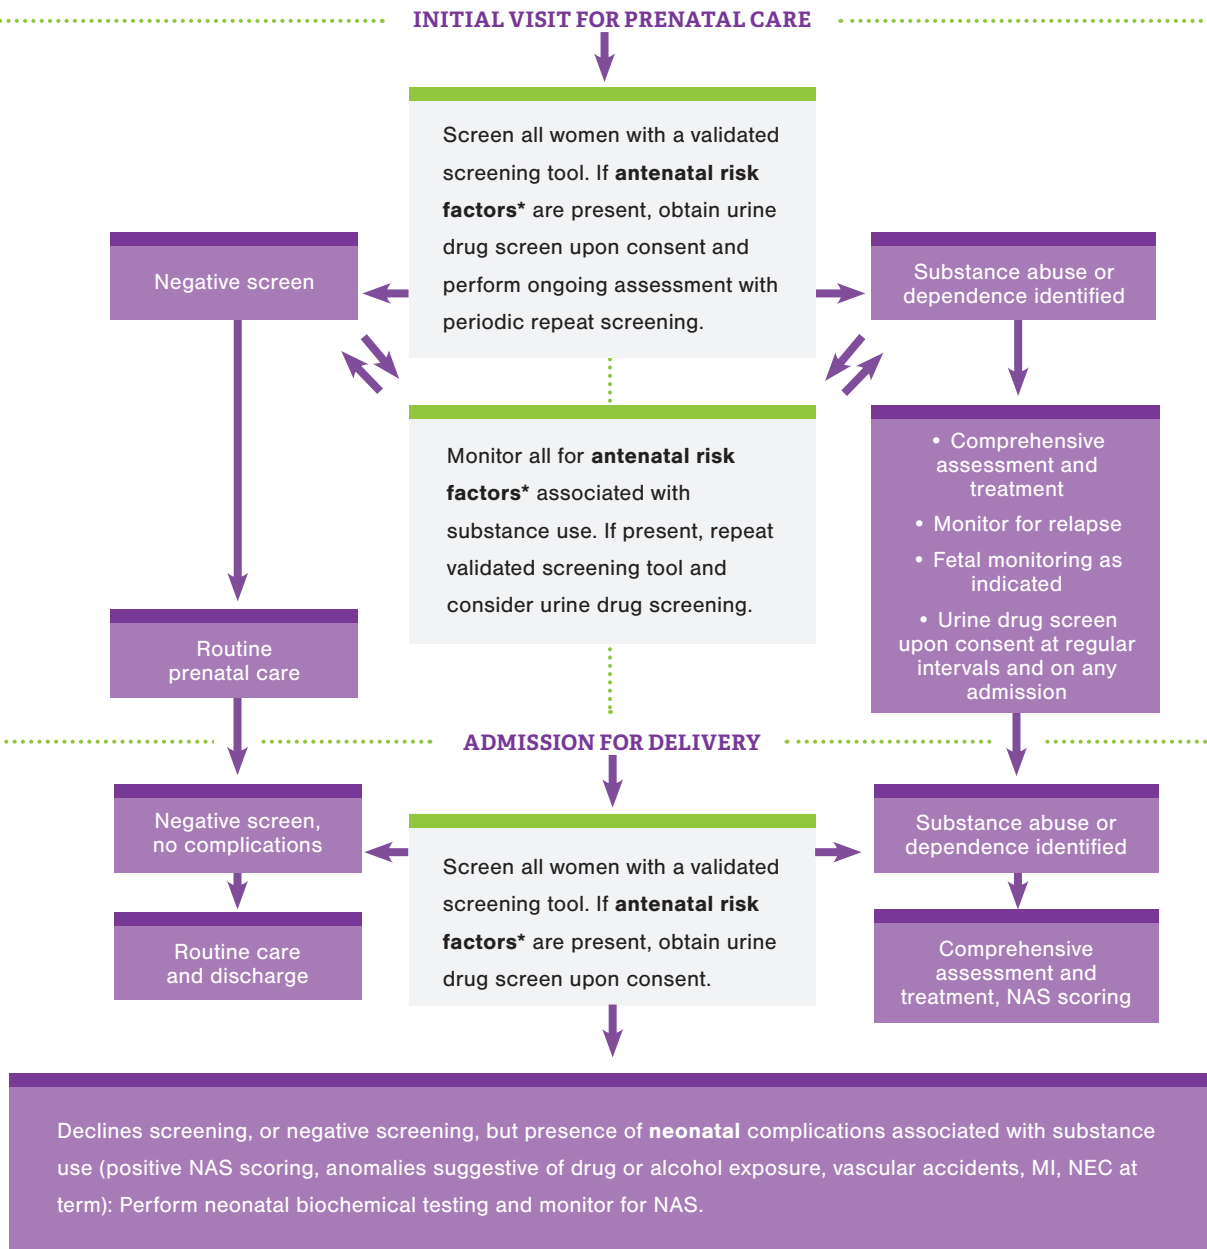 INITIAL VISIT FOR PRENATAL CARE
Screen all women with a validated
screening tool. If antenatal risk
factors* are present, obtain urine
drug screen upon consent and
perform ongoing assessment with
periodic repeat screening.
Negative screen
Substance abuse or
dependence identified
Monitor all for antenatal risk
factors* associated with
substance use. If present, repeat
validated screening tool and
consider urine drug screening.
• Comprehensive
assessment and
treatment
• Monitor for relapse
• Fetal monitoring as
indicated
• Urine drug screen
upon consent at regular
intervals and on any
admission
Routine
prenatal care
ADMISSION FOR DELIVERY
Negative screen,
no complications
Screen all women with a validated
screening tool. If antenatal risk
factors* are present, obtain urine
drug screen upon consent.
Substance abuse or
dependence identified
Routine care
and discharge
Comprehensive
assessment and
treatment, NAS scoring
Declines screening, or negative screening, but presence of neonatal complications associated with substance
use (positive NAS scoring, anomalies suggestive of drug or alcohol exposure, vascular accidents, MI, NEC at
term): Perform neonatal biochemical testing and monitor for NAS.